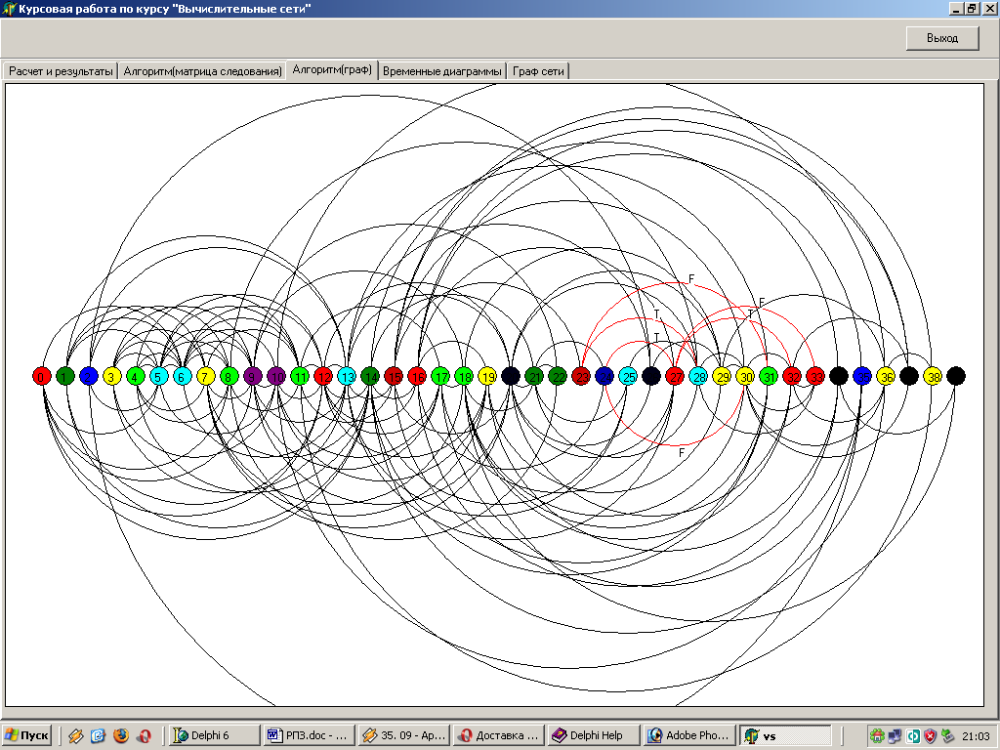 Курсовая работа по курсу "Вычислительные сети"
Выход
Расчет и результаты Алгоритм(матрица следования) Алгоритм(граф) Временные диаграммы Граф сети
F
F
T
T
T
0 1 2 3 4 5 6 7 8 9 10 11 12 13 14 15 16 17 18 19 21 22 23 24 25 27 28 29 30 31 32 33 35 36 38
F
Пуск Delphi 6 РПЗ.doc - ... 35. 09 - Ар... Доставка ... Delphi Help Adobe Pho... vs 21:03